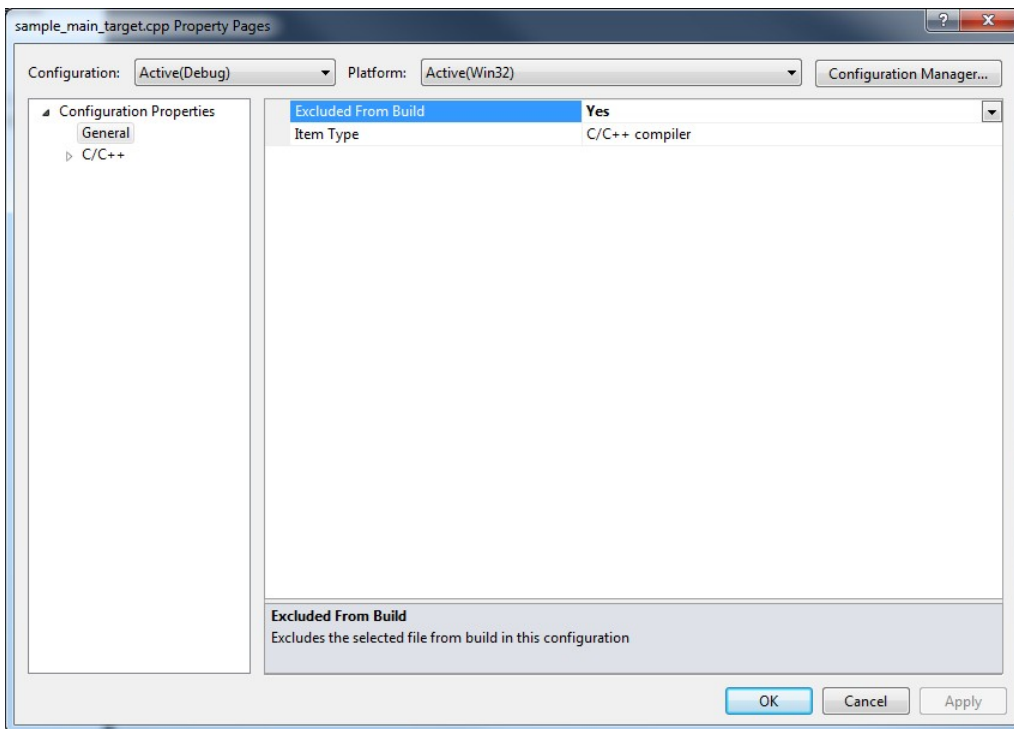 sample_main_target.cpp Property Pages
?
X
Configuration: Active(Debug) Platform: Active(Win32) Configuration Manager...
Configuration Properties
General
C/C++
Excluded From Build Yes
Item Type C/C++ compiler
Excluded From Build
Excludes the selected file from build in this configuration
OK Cancel Apply